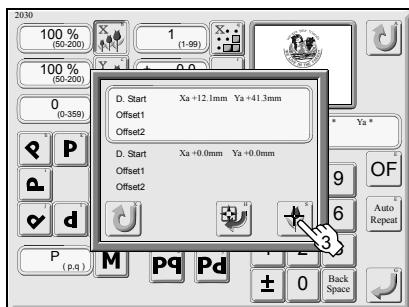 2030
100 %
(50-200)
X
1
(1-99)
X
100 %
(50-200)
0
(0-359)
D. Start Xa +12.1mm Ya +41.3mm
Offset1
Offset2
D. Start Xa +0.0mm Ya +0.0mm
Offset1
Offset2
* Ya *
P P
P
P d
P
(p,q)
M
pq Pd
9
OF
6
Auto
Repeat
3
± 0
Back
Space